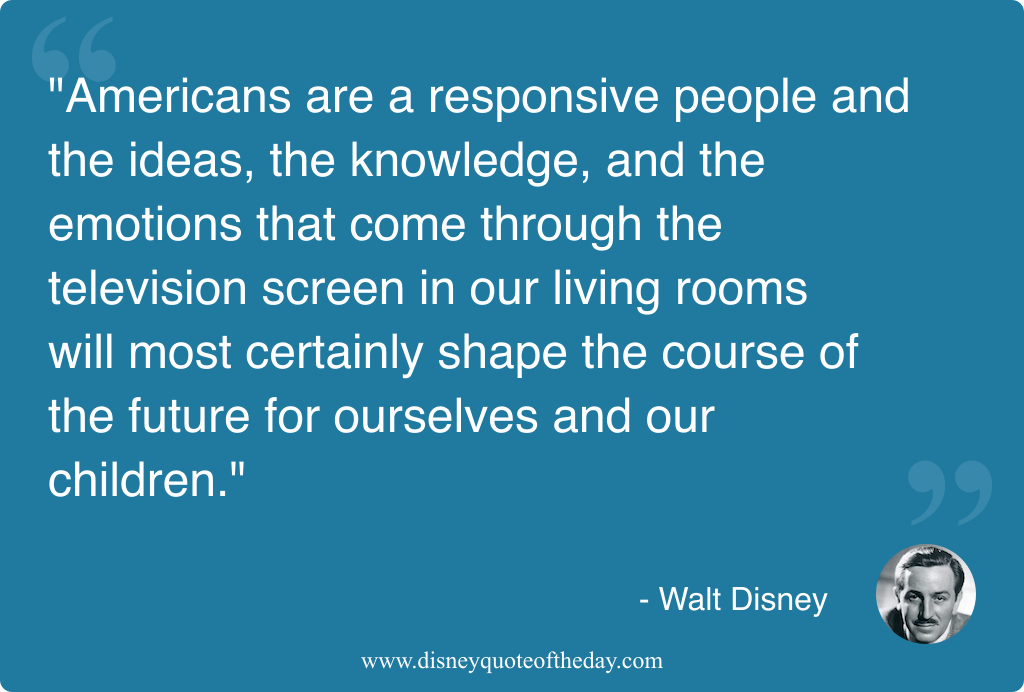 "Americans are a responsive people and
the ideas, the knowledge, and the
emotions that come through the
television screen in our living rooms
will most certainly shape the course of
the future for ourselves and our
children."
- Walt Disney
www.disneyquoteoftheday.com